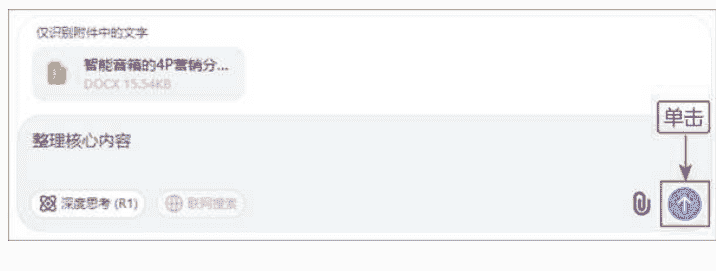 仅识别附件中的文字
智能音箱的4P营销分...
DOCX 15.54KB
单击
整理核心内容
深度思考 (R1)
联网搜索